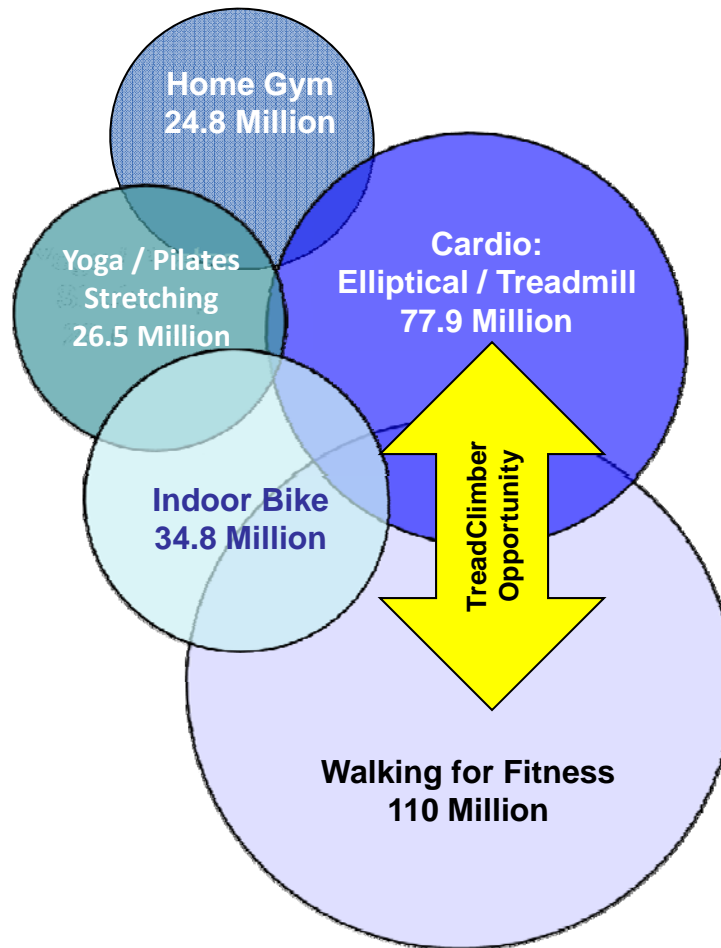 Home Gym
24.8 Million
Cardio:
Elliptical / Treadmill
77.9 Million
Yoga / Pilates
Stretching
26.5 Million
TreadClimber
Opportunity
Indoor Bike
34.8 Million
Walking for Fitness
110 Million